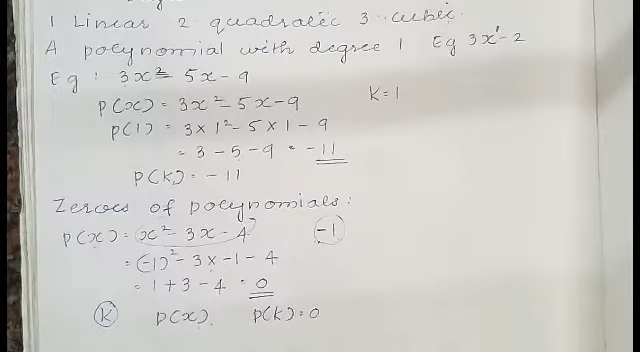 1 Linear 2 quadratic 3 cubic.
A polynomial with degree 1 Eg 3x¹-2
Eg : 3x²- 5x-9
P(x) = 3x²- 5x-9 K=1
P(1) = 3×1²- 5×1-9
= 3-5-9 = -11
P(K) = -11
Zeroes of polynomials:
P(x) = x²- 3x-4 -1
= (-1)²- 3×-1-4
= 1+3-4 = 0
K P(x), P(K)=0